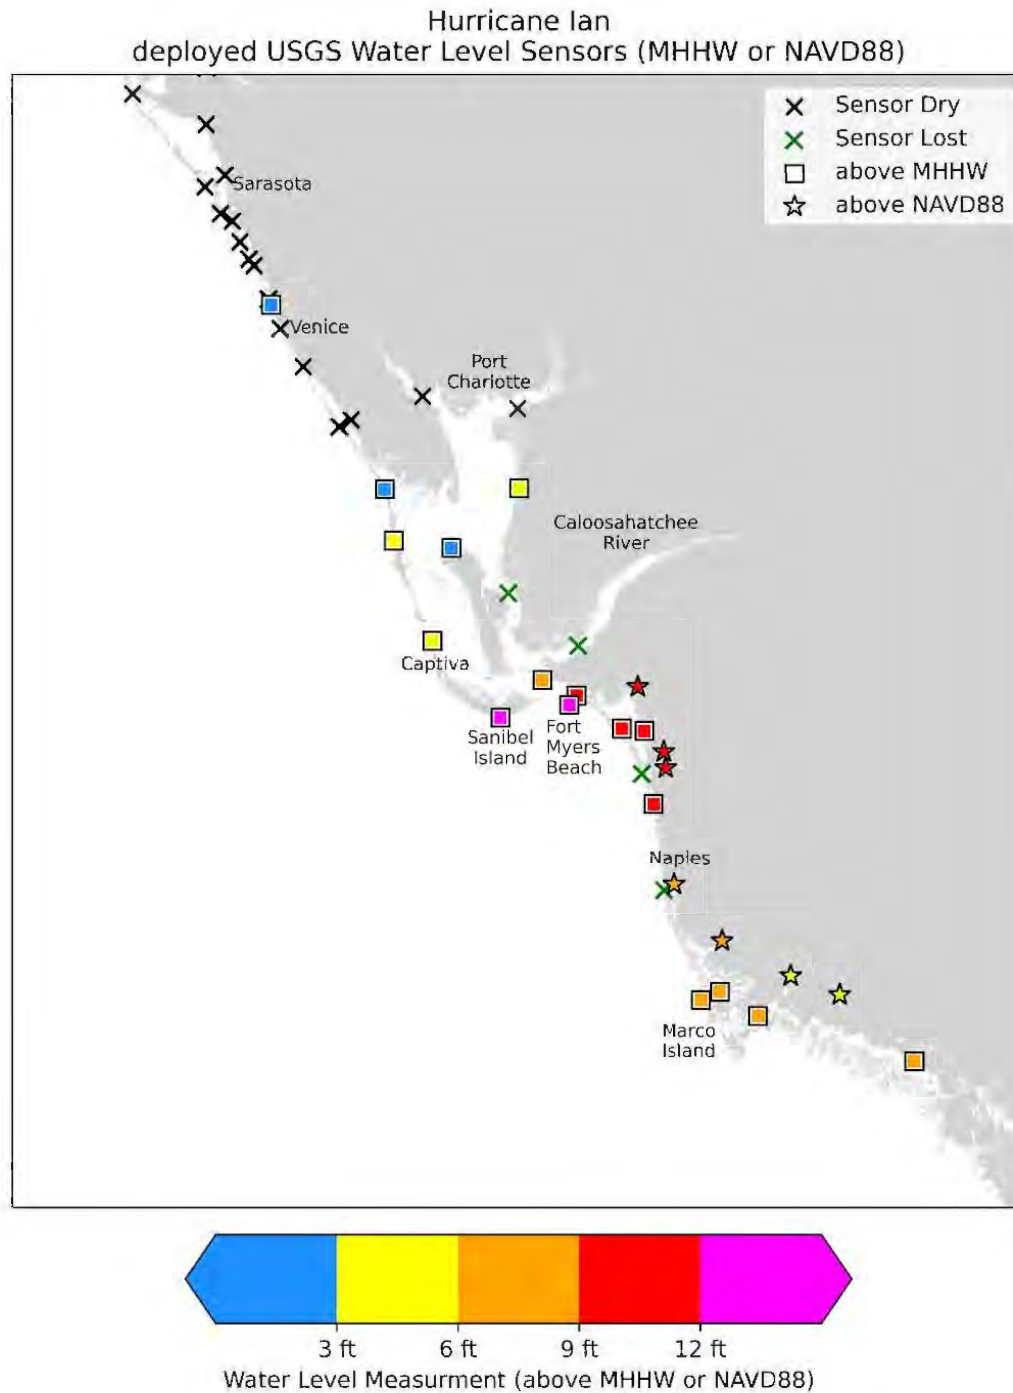 Hurricane Ian
deployed USGS Water Level Sensors (MHHW or NAVD88)
Sensor Dry
Sensor Lost
above MHHW
above NAVD88
Sarasota
Venice
Port
Charlotte
Caloosahatchee
River
Captiva
Sanibel
Island
Fort
Myers
Beach
Naples
Marco
Island
3 ft
6 ft
9 ft
12 ft
Water Level Measurment (above MHHW or NAVD88)